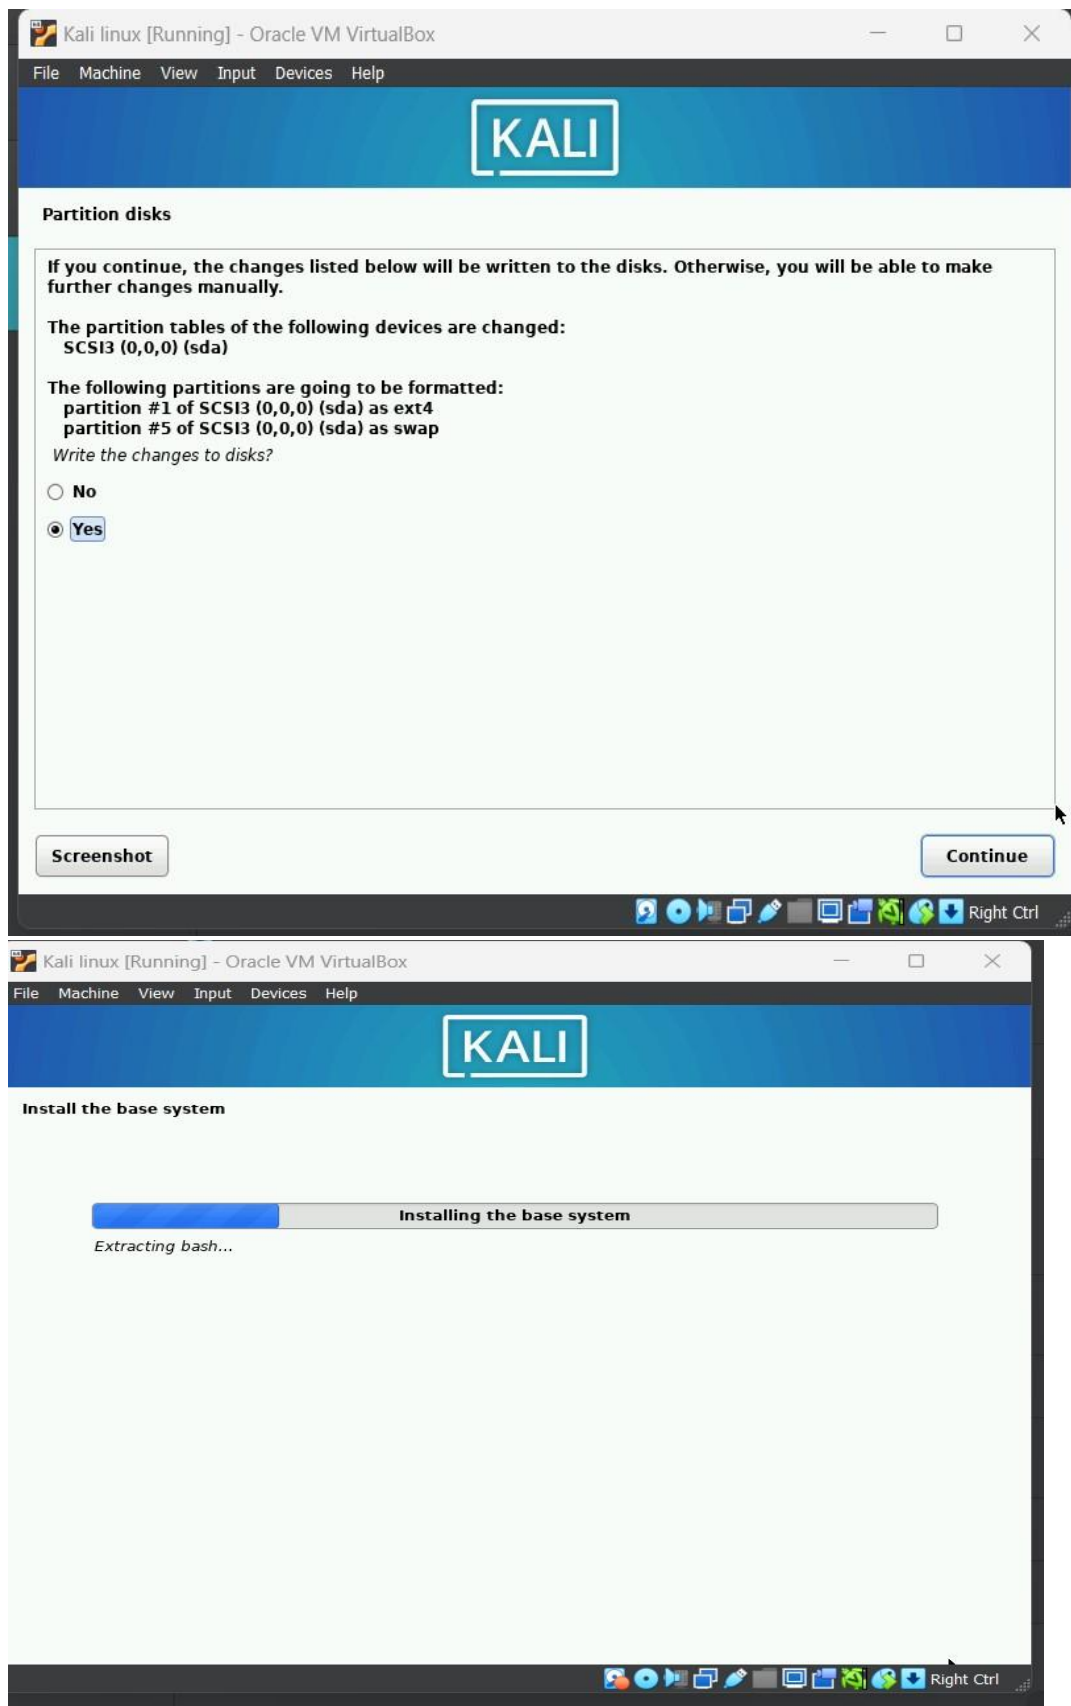 Kali linux [Running] - Oracle VM VirtualBox
File Machine View Input Devices Help
KALI
Partition disks
If you continue, the changes listed below will be written to the disks. Otherwise, you will be able to make
further changes manually.
The partition tables of the following devices are changed:
SCSI3 (0,0,0) (sda)
The following partitions are going to be formatted:
partition #1 of SCSI3 (0,0,0) (sda) as ext4
partition #5 of SCSI3 (0,0,0) (sda) as swap
Write the changes to disks?
No
Yes
Screenshot Continue
Right Ctrl
Kali linux [Running] - Oracle VM VirtualBox
File Machine View Input Devices Help
KALI
Install the base system
Installing the base system
Extracting bash...
Right Ctrl